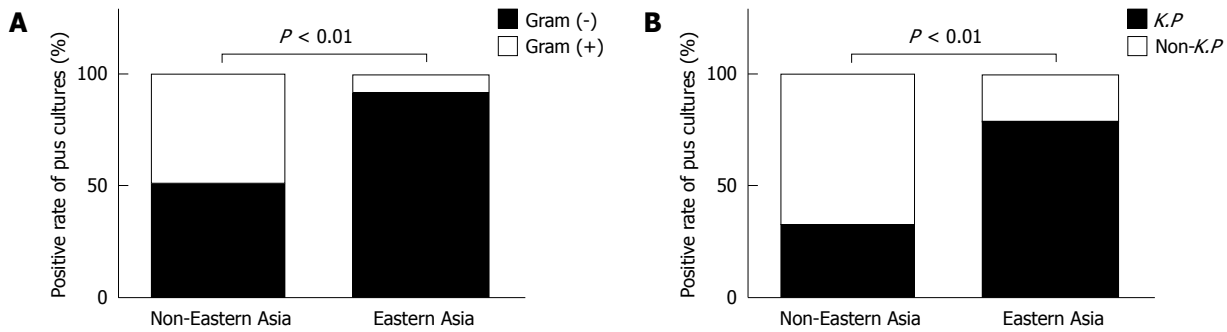 A
Gram (-)
Gram (+)
P < 0.01
Positive rate of pus cultures (%)
100
50
0
Non-Eastern Asia
Eastern Asia
B
K.P
Non-K.P
P < 0.01
Positive rate of pus cultures (%)
100
50
0
Non-Eastern Asia
Eastern Asia